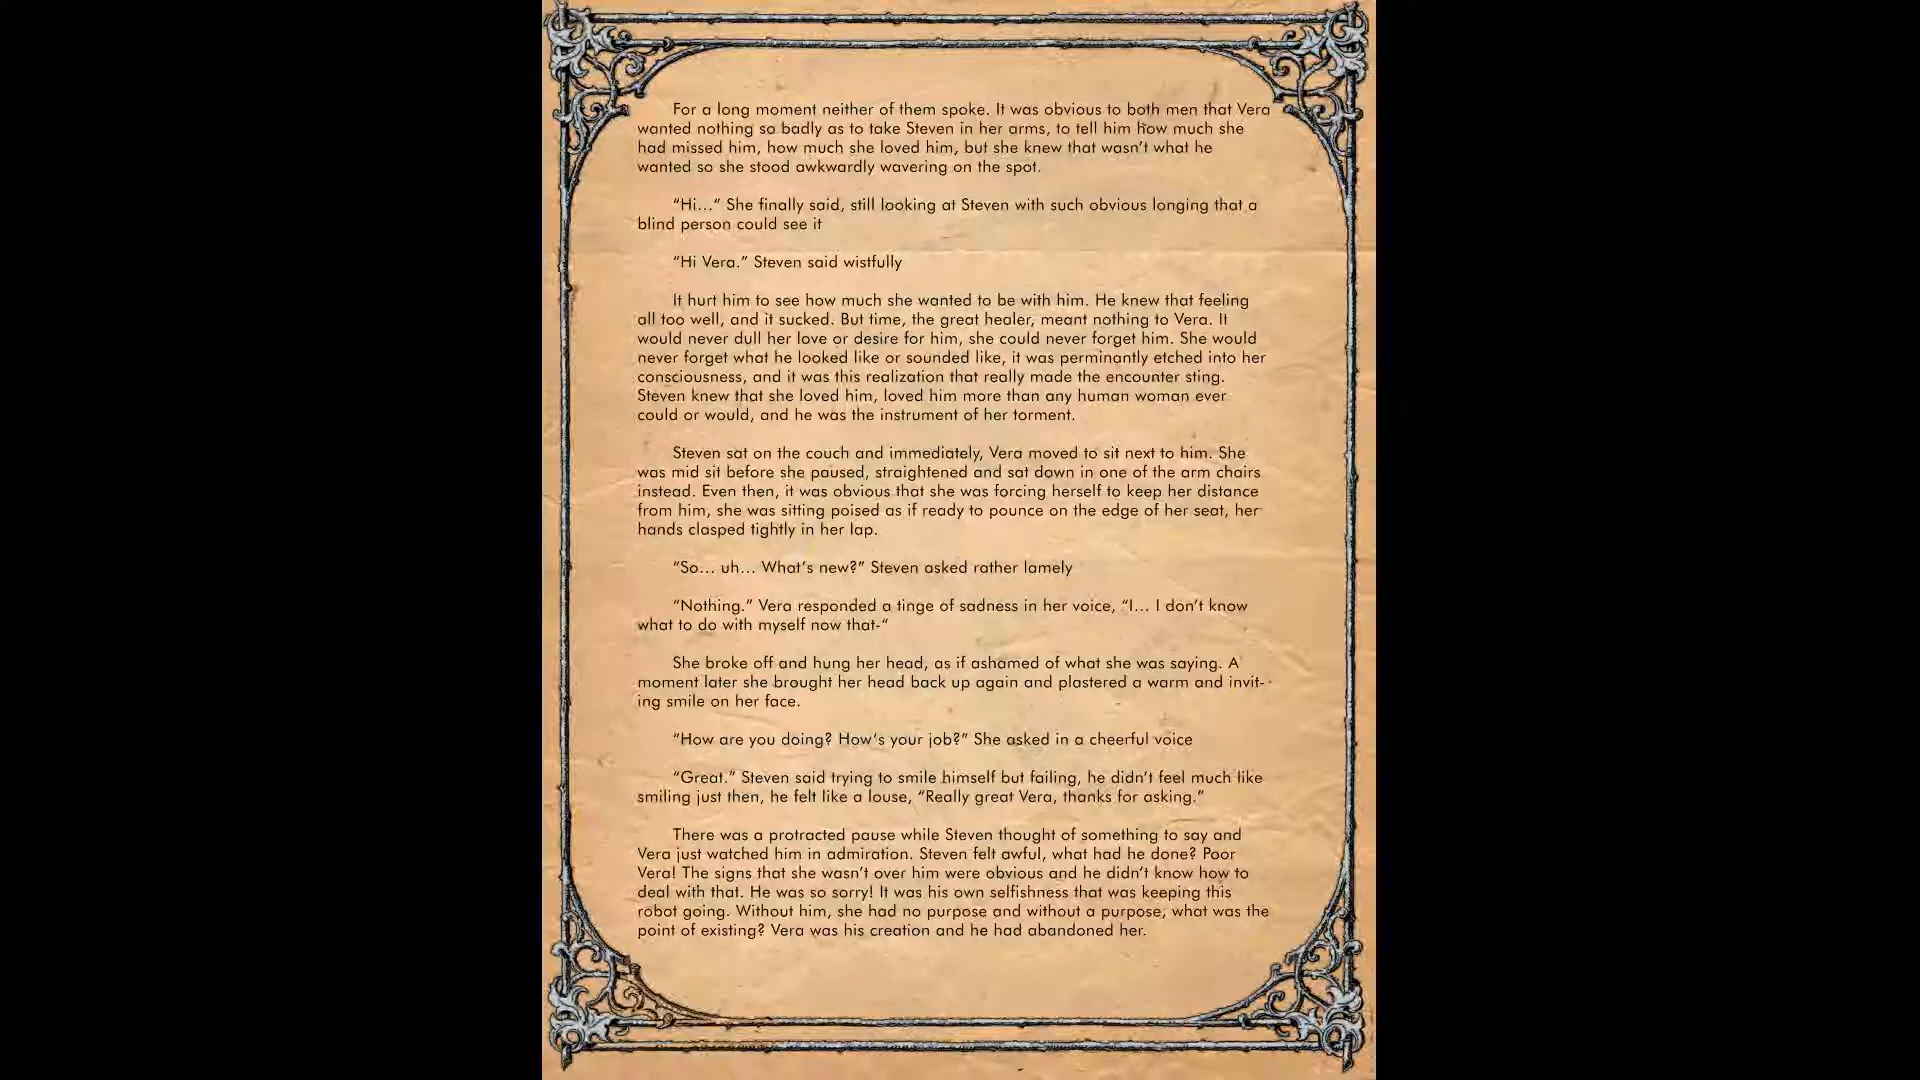 For a long moment neither of them spoke. It was obvious to both men that Vera
wanted nothing so badly as to take Steven in her arms, to tell him how much she
had missed him, how much she loved him, but she knew that wasn't what he
wanted so she stood awkwardly wavering on the spot.
"Hi..." She finally said, still looking at Steven with such obvious longing that a
blind person could see it
"Hi Vera." Steven said wistfully
It hurt him to see how much she wanted to be with him. He knew that feeling
all too well, and it sucked. But time, the great healer, meant nothing to Vera. It
would never dull her love or desire for him, she could never forget him. She would
never forget what he looked like or sounded like, it was perminantly etched into her
consciousness, and it was this realization that really made the encounter sting.
Steven knew that she loved him, loved him more than any human woman ever
could or would, and he was the instrument of her torment.
Steven sat on the couch and immediately, Vera moved to sit next to him. She
was mid sit before she paused, straightened and sat down in one of the arm chairs
instead. Even then, it was obvious that she was forcing herself to keep her distance
from him, she was sitting poised as if ready to pounce on the edge of her seat, her
hands clasped tightly in her lap.
"So... uh... What's new?" Steven asked rather lamely
"Nothing." Vera responded a tinge of sadness in her voice, "I... I don't know
what to do with myself now that-"
She broke off and hung her head, as if ashamed of what she was saying. A
moment later she brought her head back up again and plastered a warm and invit-
ing smile on her face.
"How are you doing? How's your job?" She asked in a cheerful voice
"Great." Steven said trying to smile himself but failing, he didn't feel much like
smiling just then, he felt like a louse, "Really great Vera, thanks for asking."
There was a protracted pause while Steven thought of something to say and
Vera just watched him in admiration. Steven felt awful, what had he done? Poor
Vera! The signs that she wasn't over him were obvious and he didn't know how to
deal with that. He was so sorry! It was his own selfishness that was keeping this
robot going. Without him, she had no purpose and without a purpose, what was the
point of existing? Vera was his creation and he had abandoned her.